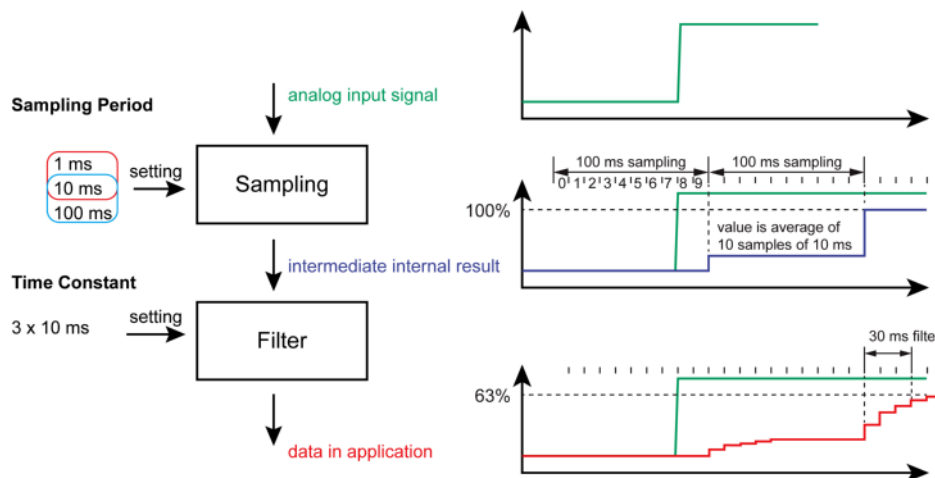 analog input signal
Sampling Period
1 ms
10 ms
100 ms
setting
Sampling
100 ms sampling
100 ms sampling
0 1 2 3 4 5 6 7 8 9
100%
value is average of
10 samples of 10 ms
intermediate internal result
Time Constant
3 x 10 ms
setting
Filter
30 ms filte
63%
data in application